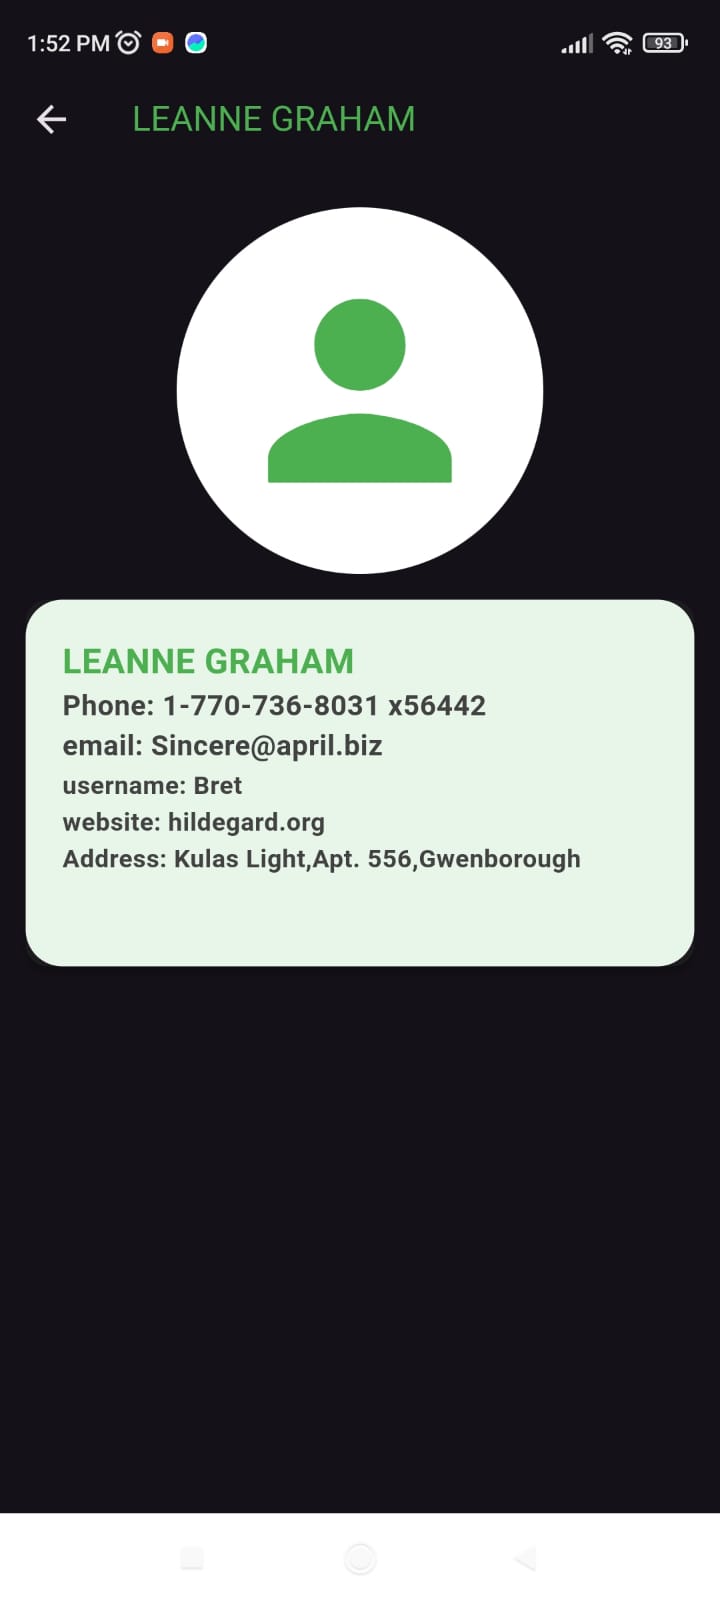 1:52 PM
93
LEANNE GRAHAM
LEANNE GRAHAM
Phone: 1-770-736-8031 x56442
email: Sincere@april.biz
username: Bret
website: hildegard.org
Address: Kulas Light,Apt. 556,Gwenborough